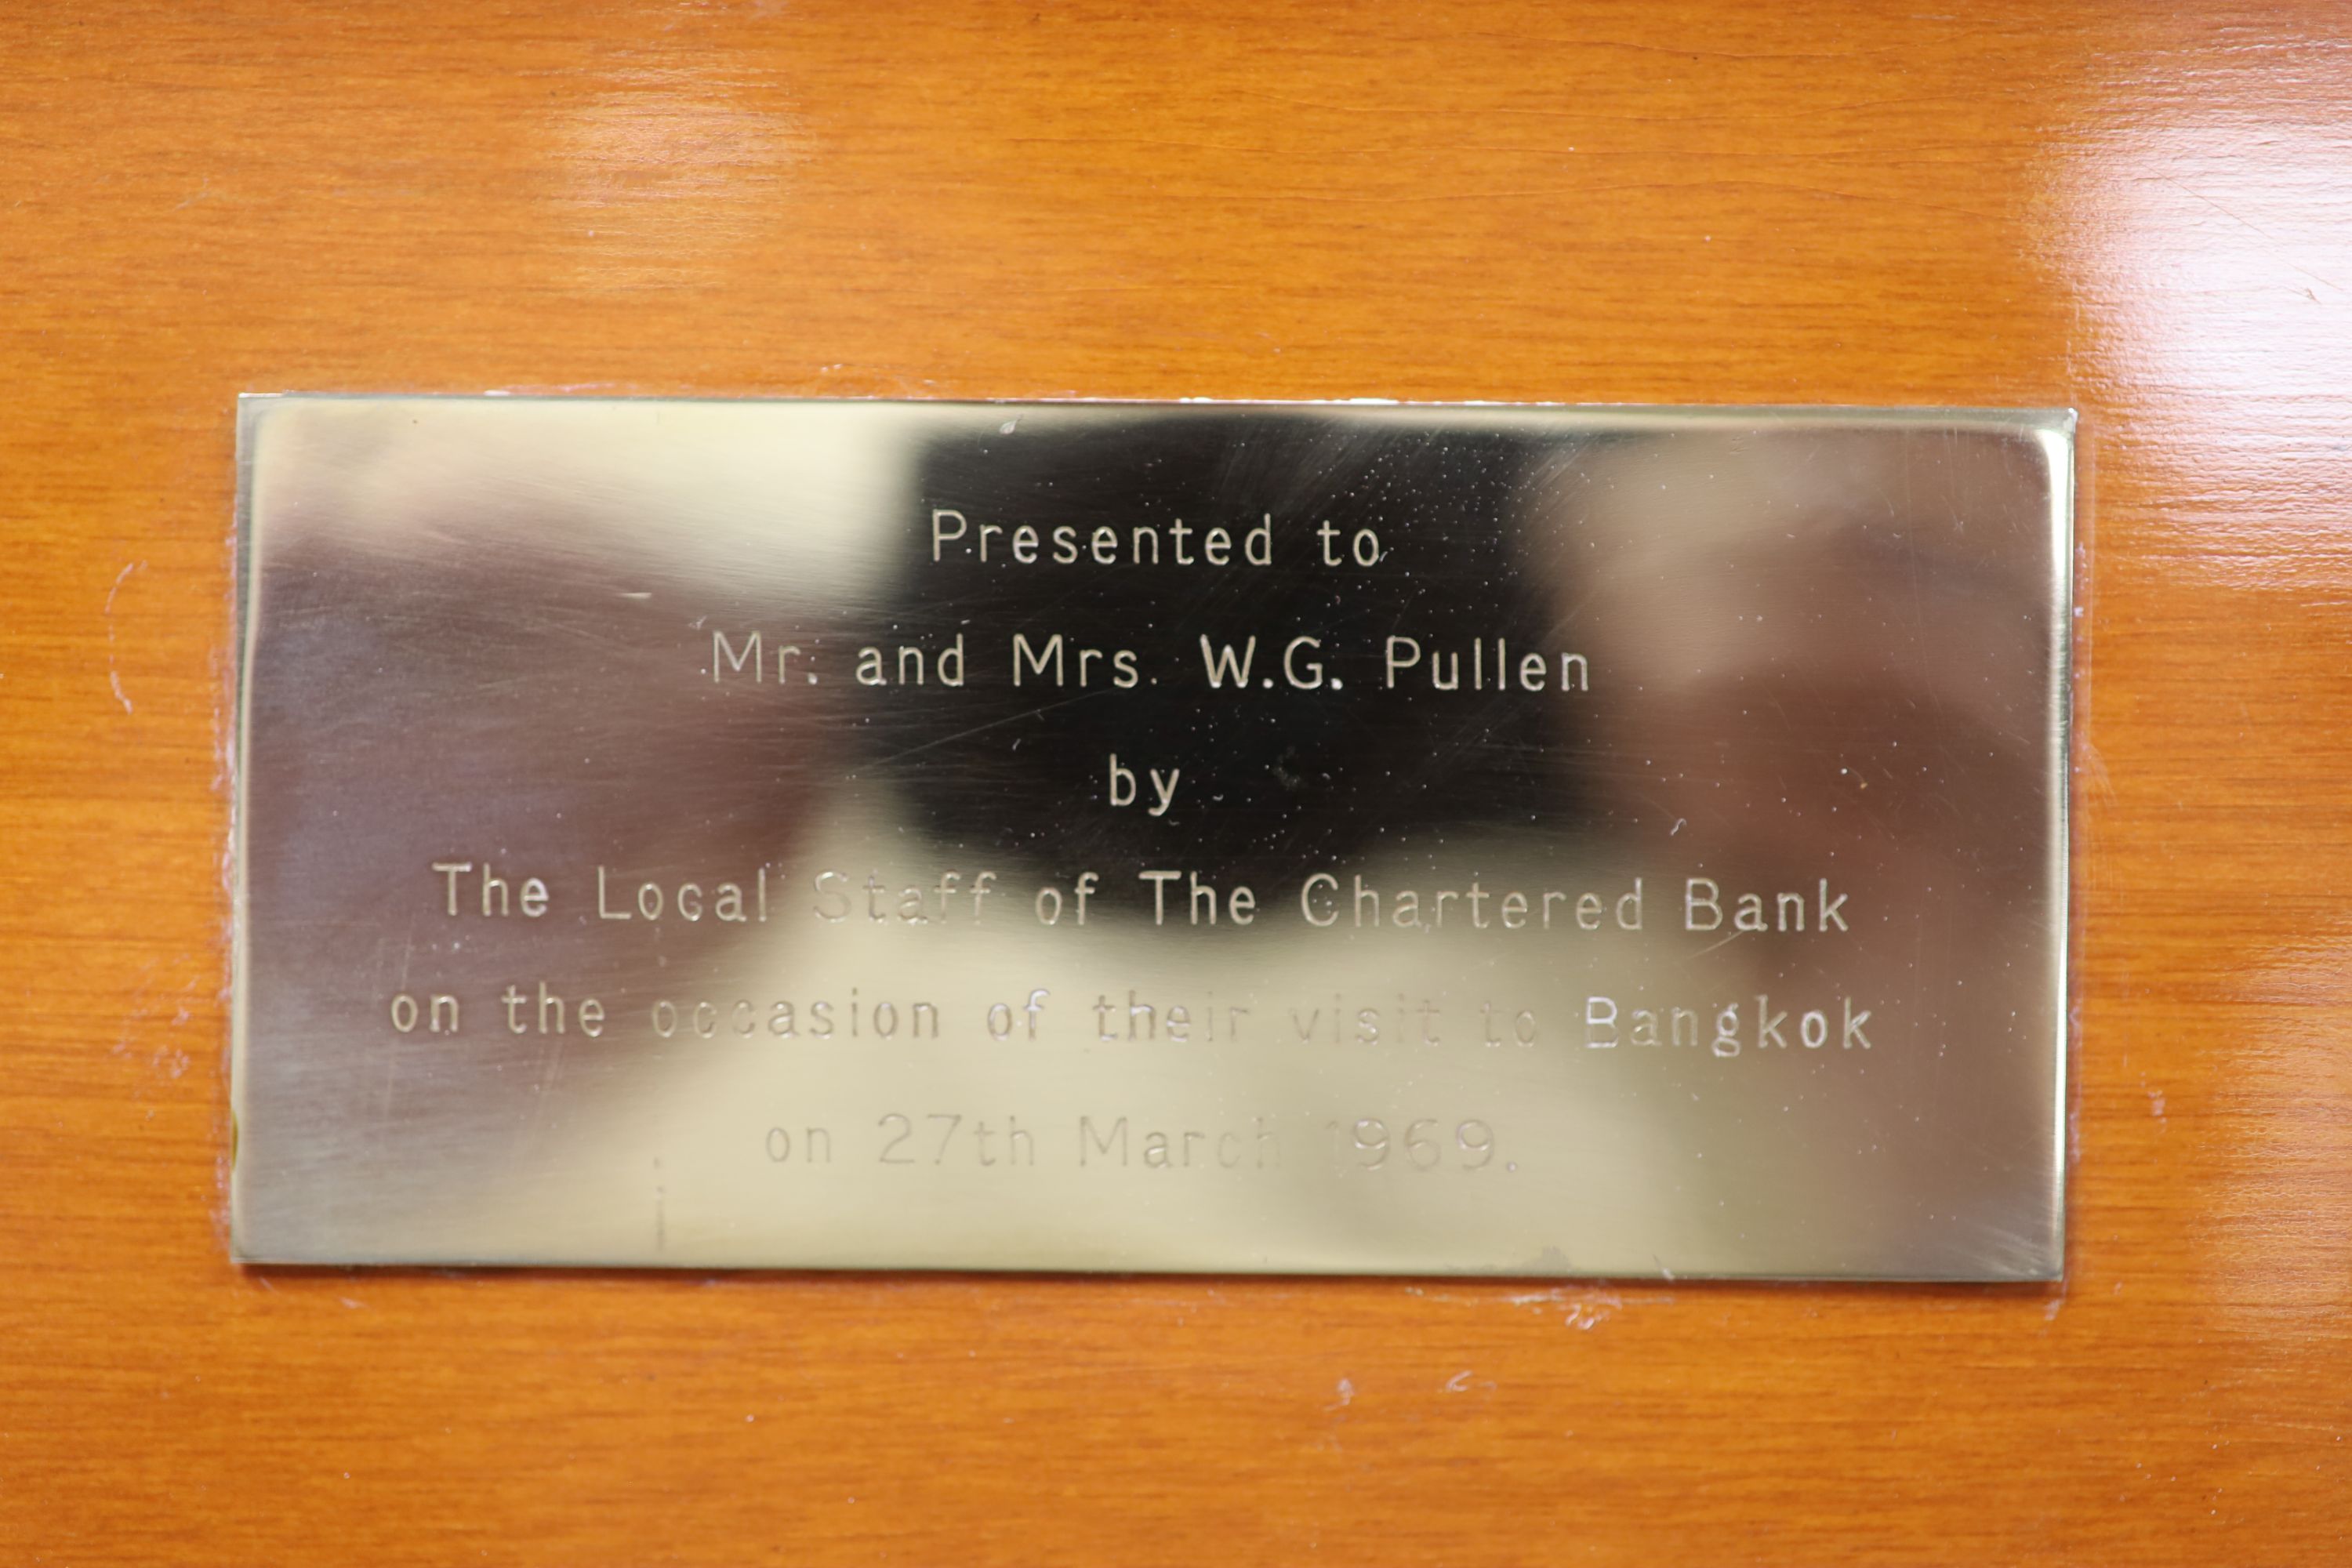 Presented to
Mr. and Mrs. W.G. Pullen
by
The Local Staff of The Chartered Bank
on the occasion of their visit to Bangkok
on 27th March 1969.